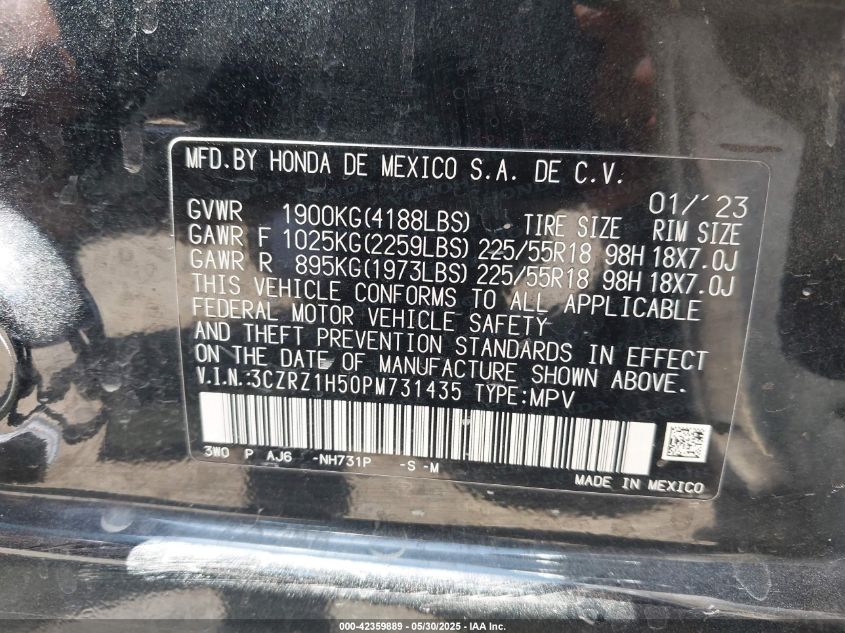 MFD.BY HONDA DE MEXICO S.A. DE C.V.
01/'23
GVWR 1900KG(4188LBS) TIRE SIZE RIM SIZE
GAWR F 1025KG(2259LBS) 225/55R18 98H 18X7.0J
GAWR R 895KG(1973LBS) 225/55R18 98H 18X7.0J
THIS VEHICLE CONFORMS TO ALL APPLICABLE
FEDERAL MOTOR VEHICLE SAFETY
AND THEFT PREVENTION STANDARDS IN EFFECT
ON THE DATE OF MANUFACTURE SHOWN ABOVE.
V.I.N.:3CZRZ1H50PM731435 TYPE:MPV
3W0 P AJ6 -NH731P -S -M
MADE IN MEXICO
000-42359889 - 05/30/2025 - IAA Inc.